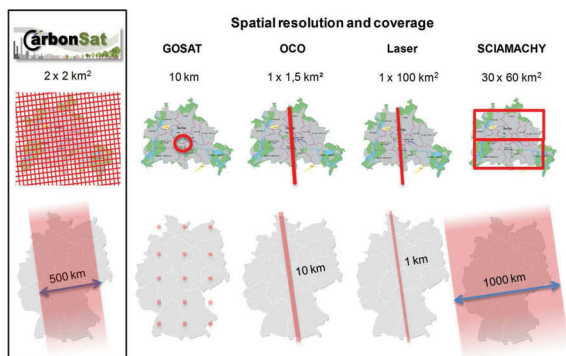 Spatial resolution and coverage
CarbonSat
GOSAT
OCO
Laser
SCIAMACHY
2 x 2 km²
10 km
1 x 1,5 km²
1 x 100 km²
30 x 60 km²
500 km
10 km
1 km
1000 km